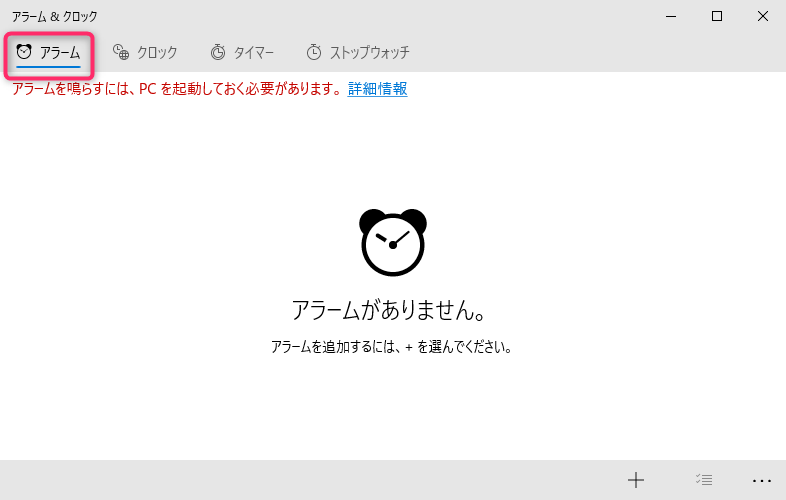 アラーム & クロック
アラーム クロック タイマー ストップウォッチ
アラームを鳴らすには、PC を起動しておく必要があります。 詳細情報
アラームがありません。
アラームを追加するには、+ を選んでください。